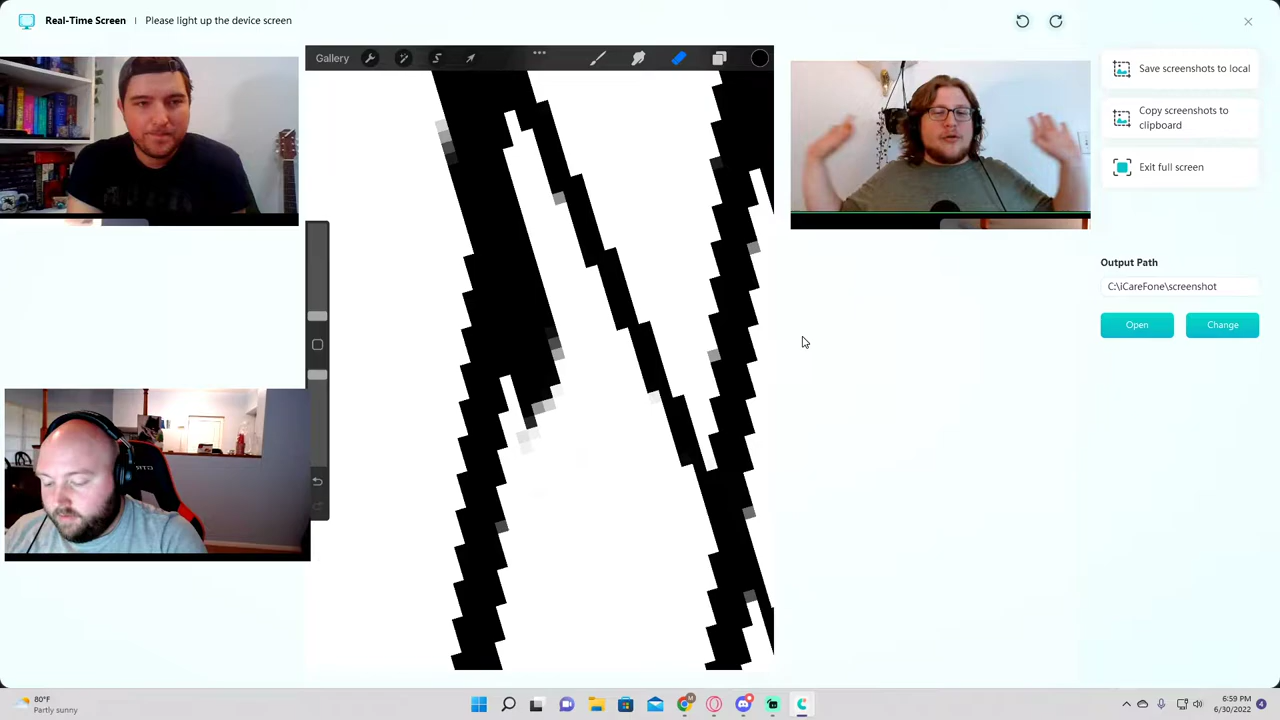 Real-Time Screen | Please light up the device screen
Gallery
Save screenshots to local
Copy screenshots to
clipboard
Exit full screen
Output Path
C:\iCareFone\screenshot
Open Change
80°F
Partly sunny
6:59 PM
6/30/2022
4